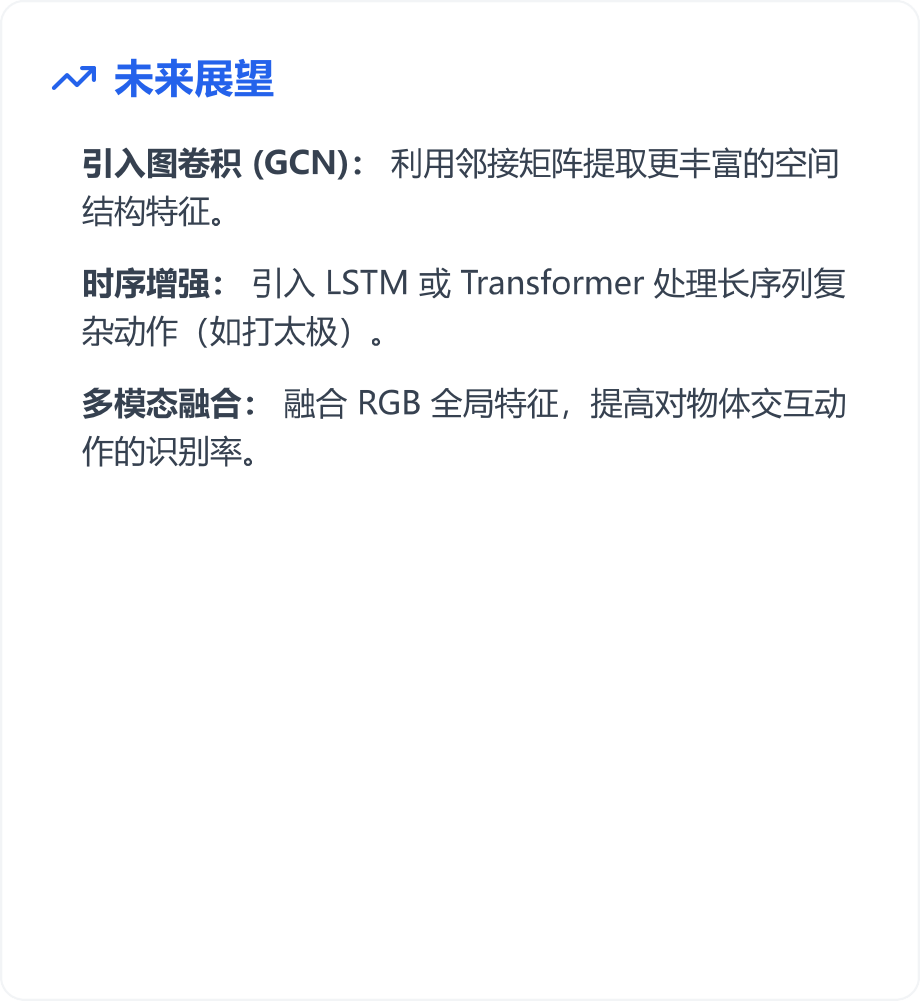 未来展望
引入图卷积 (GCN)： 利用邻接矩阵提取更丰富的空间
结构特征。
时序增强： 引入 LSTM 或 Transformer 处理长序列复
杂动作（如打太极）。
多模态融合： 融合 RGB 全局特征，提高对物体交互动
作的识别率。